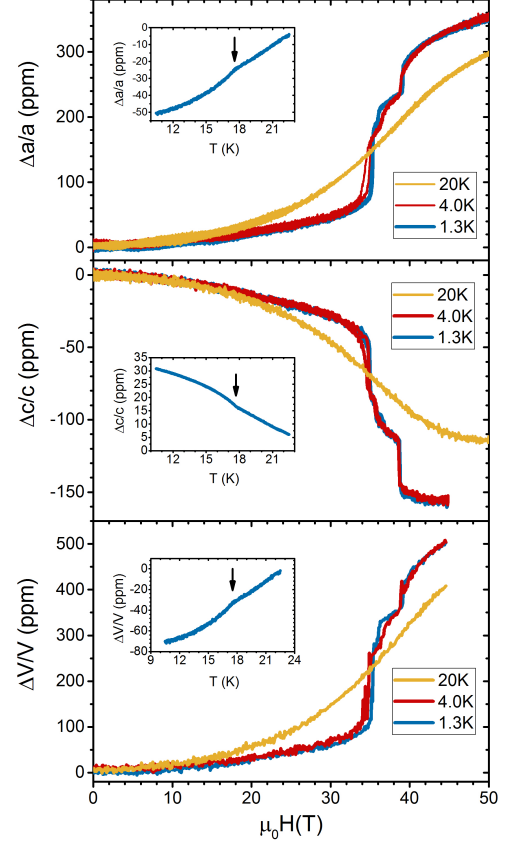 300
200
100
0
Δa/a (ppm)
0
-10
-20
-30
-40
-50
Δa/a (ppm)
12 15 18 21
T (K)
20K
4.0K
1.3K
0
-50
-100
-150
Δc/c (ppm)
35
30
25
20
15
10
5
0
Δc/c (ppm)
12 15 18 21
T (K)
20K
4.0K
1.3K
500
400
300
200
100
0
ΔV/V (ppm)
0
-20
-40
-60
-80
ΔV/V (ppm)
9 12 15 18 21 24
T (K)
20K
4.0K
1.3K
0 10 20 30 40 50
μ₀H(T)